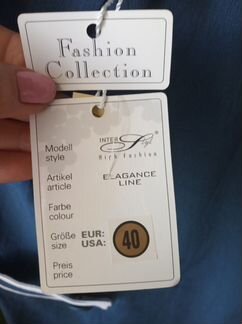 Fashion
Collection
Modell
style
INTER Style
Rich Fashion
Artikel
article
ELAGANCE
LINE
Farbe
colour
Größe EUR:
size USA:
40
Preis
price